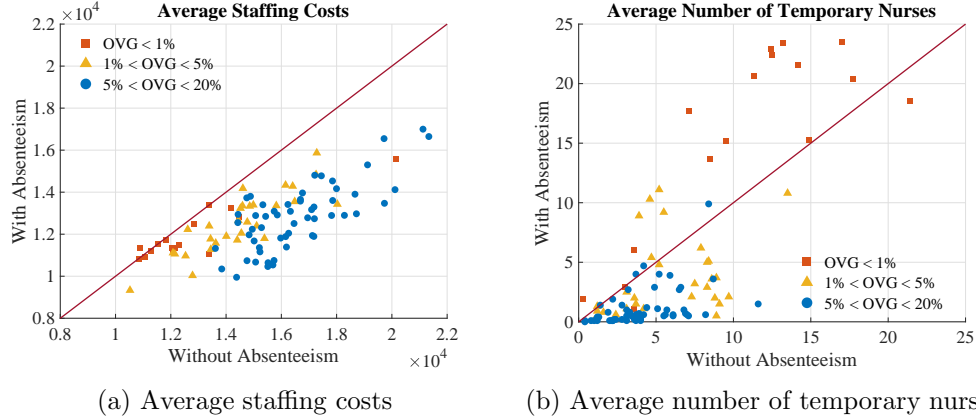 Average Staffing Costs
×10⁴
2.2
2
1.8
1.6
1.4
1.2
1
0.8
With Absenteeism
OVG < 1%
1% < OVG < 5%
5% < OVG < 20%
0.8 1 1.2 1.4 1.6 1.8 2 2.2
Without Absenteeism
×10⁴
(a) Average staffing costs
Average Number of Temporary Nurses
25
20
15
10
5
0
With Absenteeism
OVG < 1%
1% < OVG < 5%
5% < OVG < 20%
0 5 10 15 20 25
Without Absenteeism
(b) Average number of temporary nurs